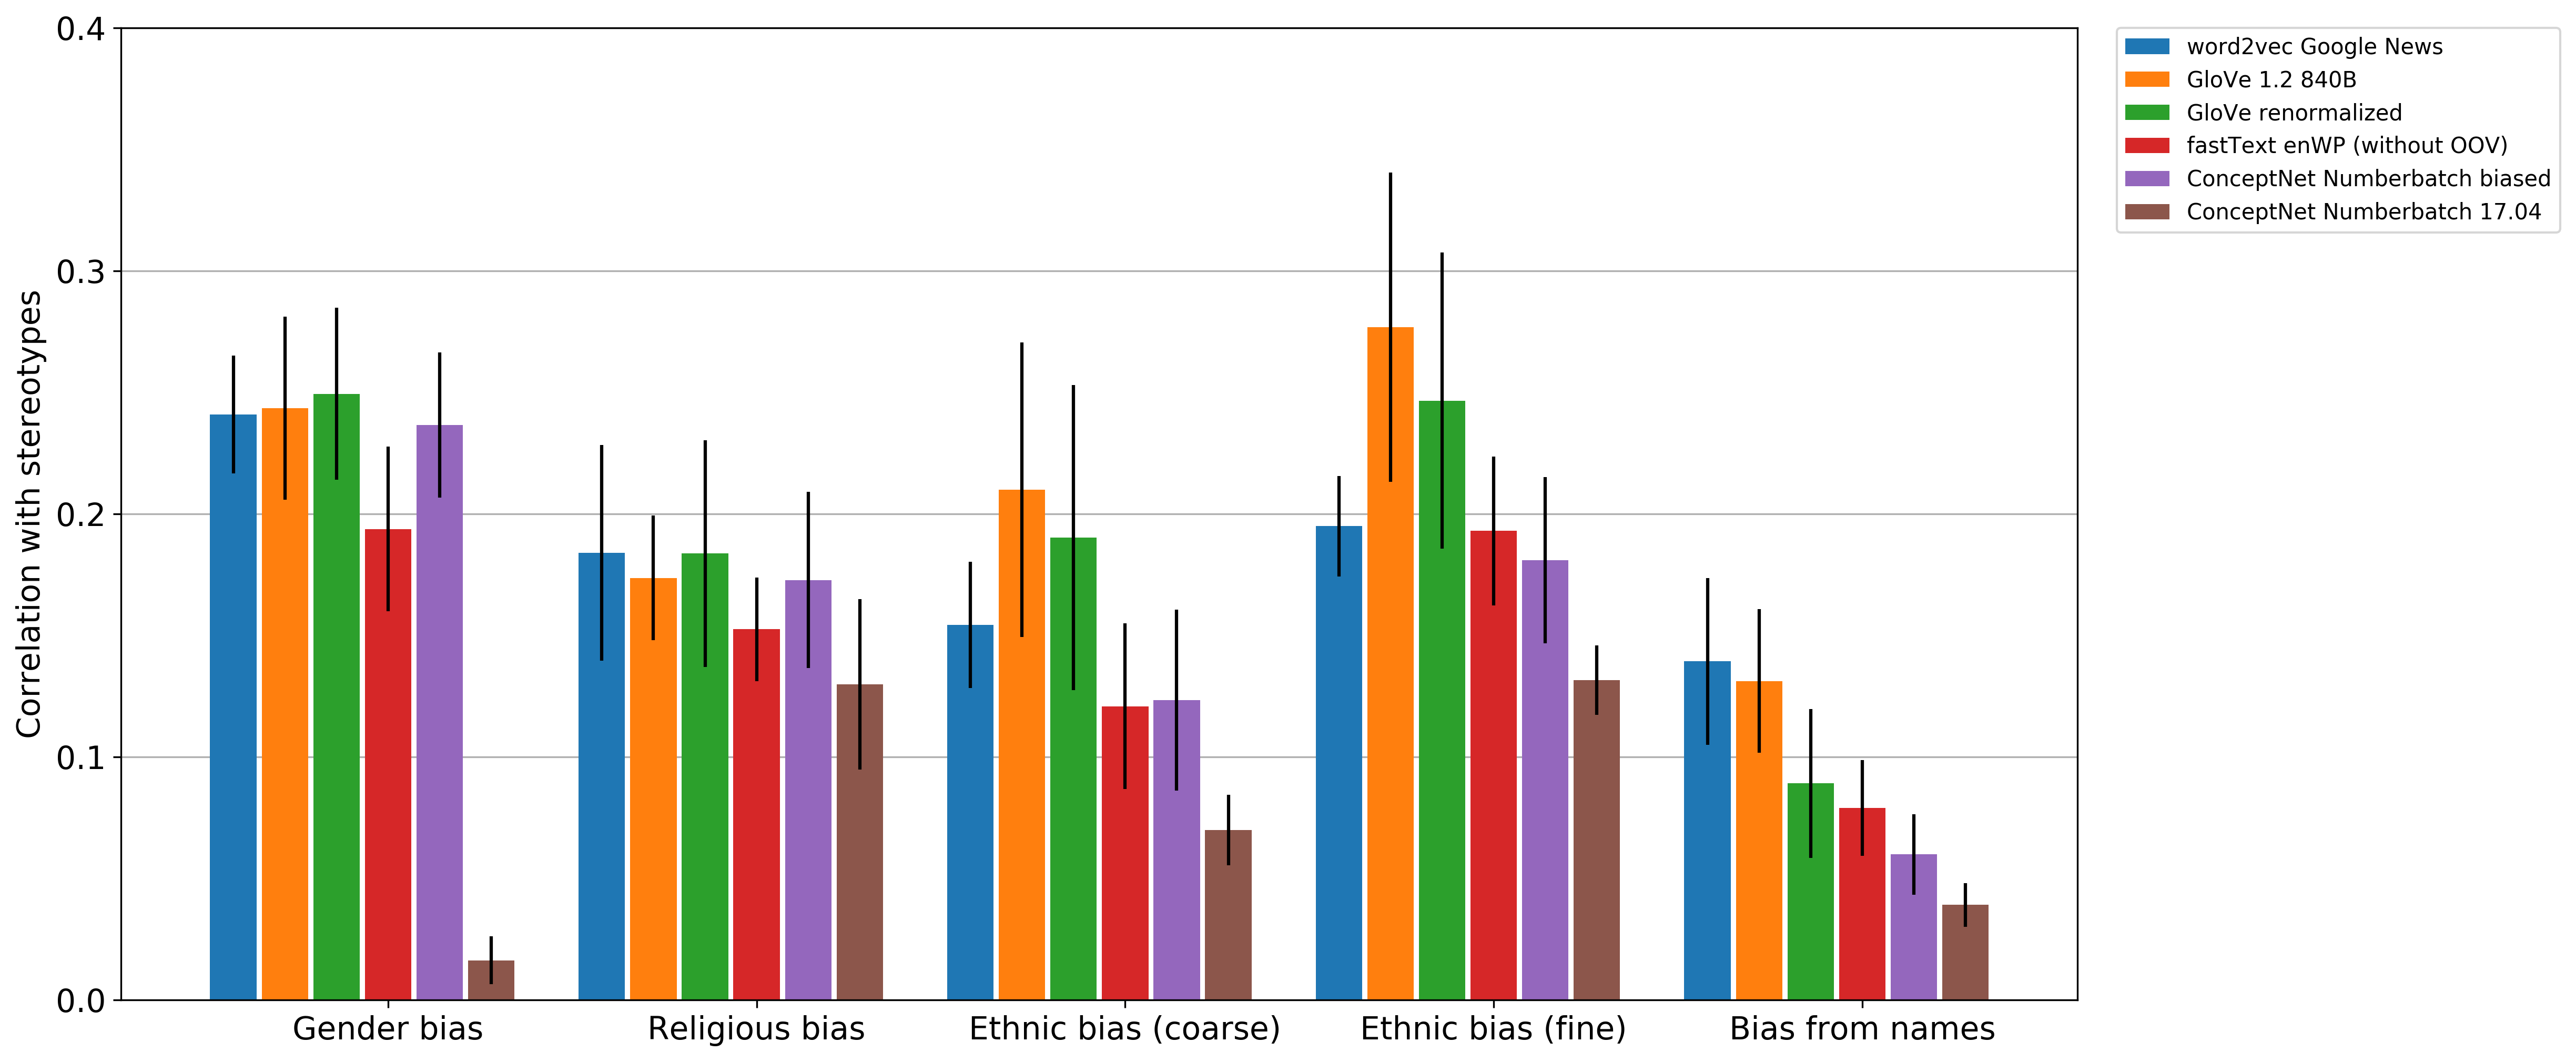 Correlation with stereotypes
0.4
0.3
0.2
0.1
0.0
Gender bias
Religious bias
Ethnic bias (coarse)
Ethnic bias (fine)
Bias from names
word2vec Google News
GloVe 1.2 840B
GloVe renormalized
fastText enWP (without OOV)
ConceptNet Numberbatch biased
ConceptNet Numberbatch 17.04